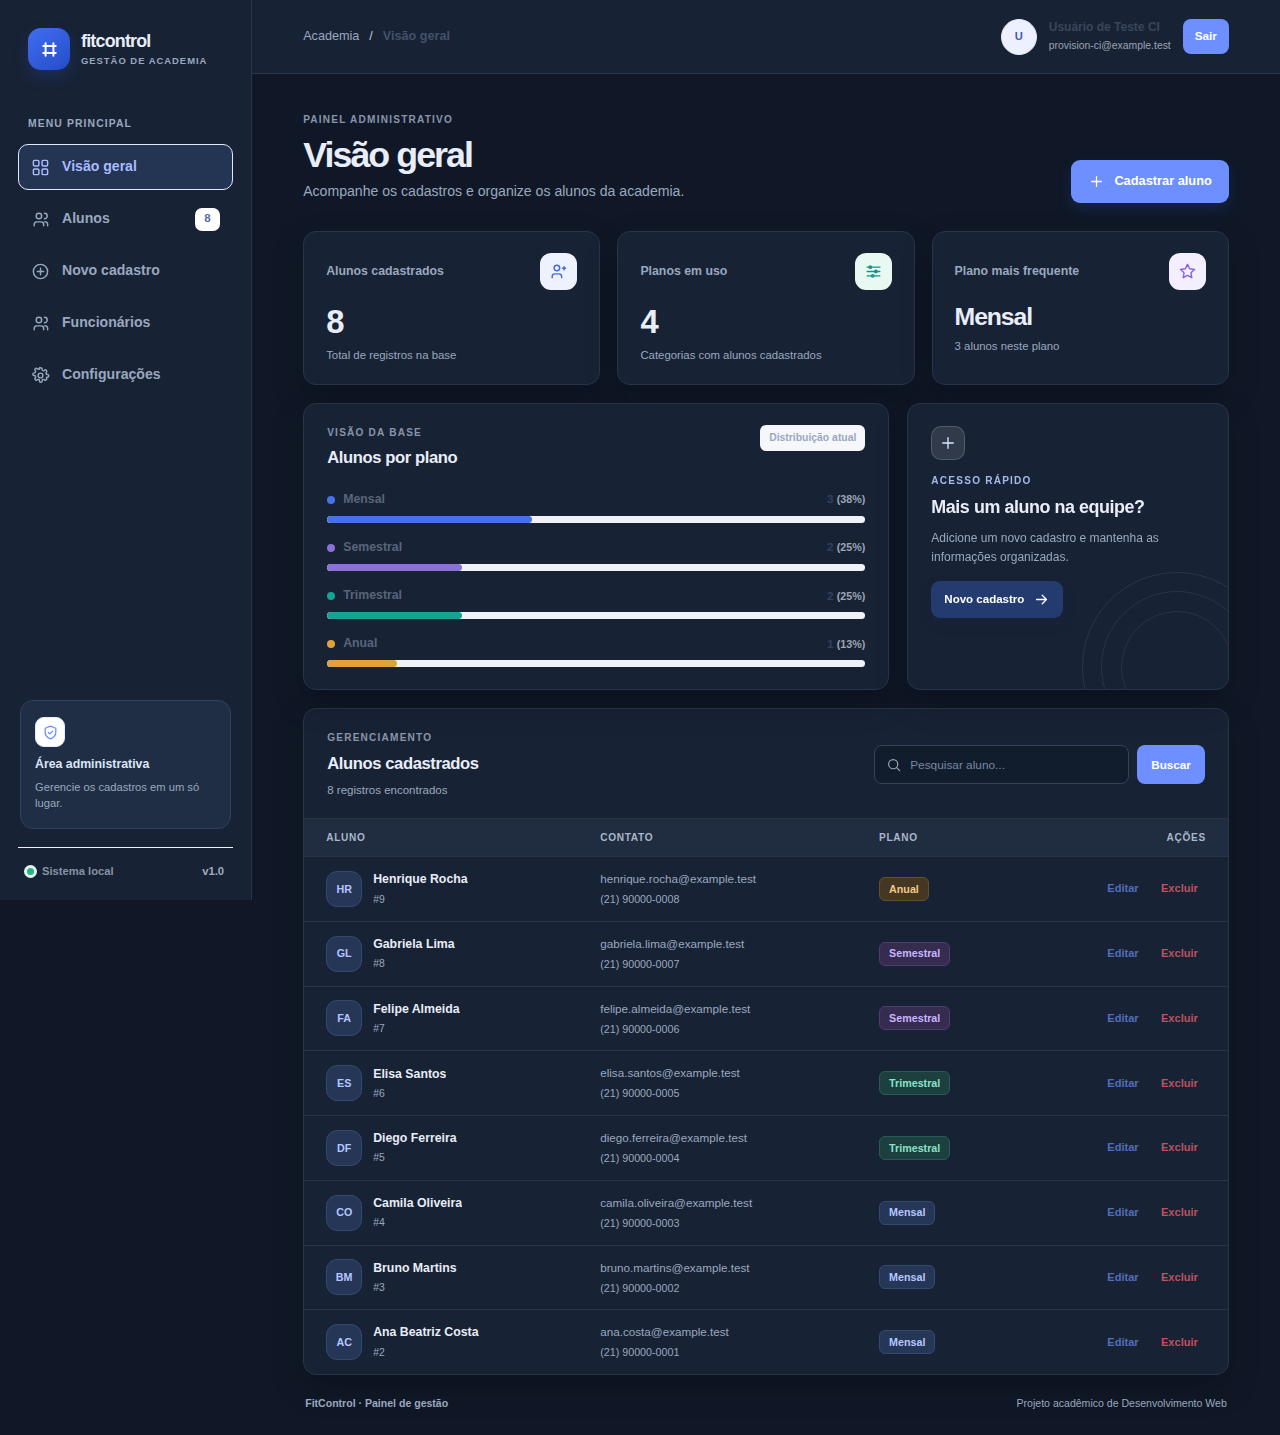 fitcontrol
GESTÃO DE ACADEMIA
MENU PRINCIPAL
Visão geral
Alunos 8
Novo cadastro
Funcionários
Configurações
Área administrativa
Gerencie os cadastros em um só
lugar.
Sistema local v1.0
Academia / Visão geral
U
Usuário de Teste CI
provision-ci@example.test
Sair
PAINEL ADMINISTRATIVO
Visão geral
Acompanhe os cadastros e organize os alunos da academia.
Cadastrar aluno
Alunos cadastrados
8
Total de registros na base
Planos em uso
4
Categorias com alunos cadastrados
Plano mais frequente
Mensal
3 alunos neste plano
VISÃO DA BASE
Alunos por plano
Distribuição atual
Mensal 3 (38%)
Semestral 2 (25%)
Trimestral 2 (25%)
Anual 1 (13%)
ACESSO RÁPIDO
Mais um aluno na equipe?
Adicione um novo cadastro e mantenha as
informações organizadas.
Novo cadastro
GERENCIAMENTO
Alunos cadastrados
8 registros encontrados
Pesquisar aluno...
Buscar
ALUNO CONTATO PLANO AÇÕES
HR Henrique Rocha henrique.rocha@example.test Anual Editar Excluir
#9 (21) 90000-0008
GL Gabriela Lima gabriela.lima@example.test Semestral Editar Excluir
#8 (21) 90000-0007
FA Felipe Almeida felipe.almeida@example.test Semestral Editar Excluir
#7 (21) 90000-0006
ES Elisa Santos elisa.santos@example.test Trimestral Editar Excluir
#6 (21) 90000-0005
DF Diego Ferreira diego.ferreira@example.test Trimestral Editar Excluir
#5 (21) 90000-0004
CO Camila Oliveira camila.oliveira@example.test Mensal Editar Excluir
#4 (21) 90000-0003
BM Bruno Martins bruno.martins@example.test Mensal Editar Excluir
#3 (21) 90000-0002
AC Ana Beatriz Costa ana.costa@example.test Mensal Editar Excluir
#2 (21) 90000-0001
FitControl · Painel de gestão Projeto acadêmico de Desenvolvimento Web